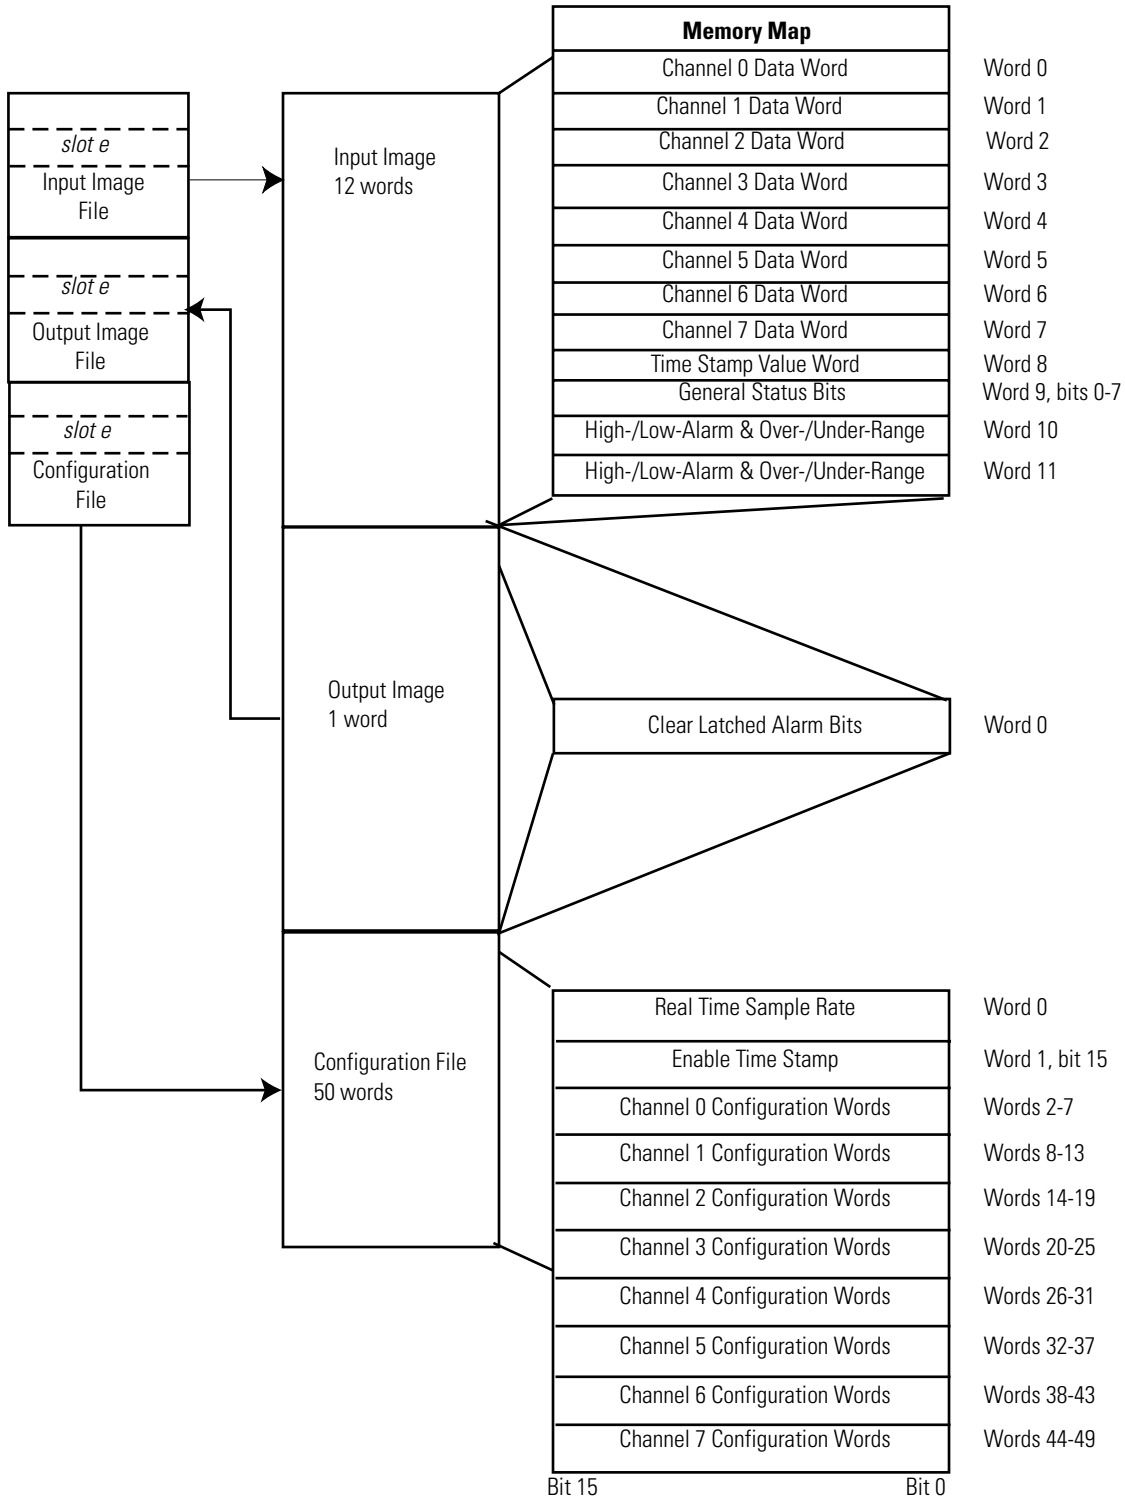 Memory Map
Channel 0 Data Word Word 0
Channel 1 Data Word Word 1
Channel 2 Data Word Word 2
Channel 3 Data Word Word 3
Channel 4 Data Word Word 4
Channel 5 Data Word Word 5
Channel 6 Data Word Word 6
Channel 7 Data Word Word 7
Time Stamp Value Word Word 8
General Status Bits Word 9, bits 0-7
High-/Low-Alarm & Over-/Under-Range Word 10
High-/Low-Alarm & Over-/Under-Range Word 11
slot e
Input Image
File
slot e
Output Image
File
slot e
Configuration
File
Input Image
12 words
Output Image
1 word
Clear Latched Alarm Bits Word 0
Configuration File
50 words
Real Time Sample Rate Word 0
Enable Time Stamp Word 1, bit 15
Channel 0 Configuration Words Words 2-7
Channel 1 Configuration Words Words 8-13
Channel 2 Configuration Words Words 14-19
Channel 3 Configuration Words Words 20-25
Channel 4 Configuration Words Words 26-31
Channel 5 Configuration Words Words 32-37
Channel 6 Configuration Words Words 38-43
Channel 7 Configuration Words Words 44-49
Bit 15 Bit 0